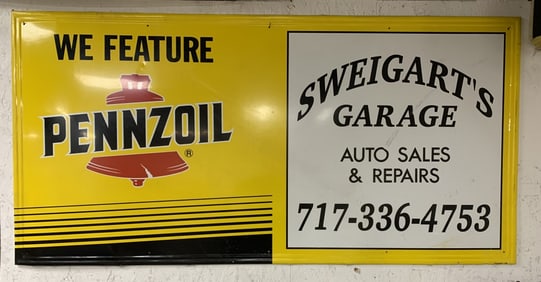 WE FEATURE
PENNZOIL
®
SWEIGART'S
GARAGE
AUTO SALES
& REPAIRS
717-336-4753